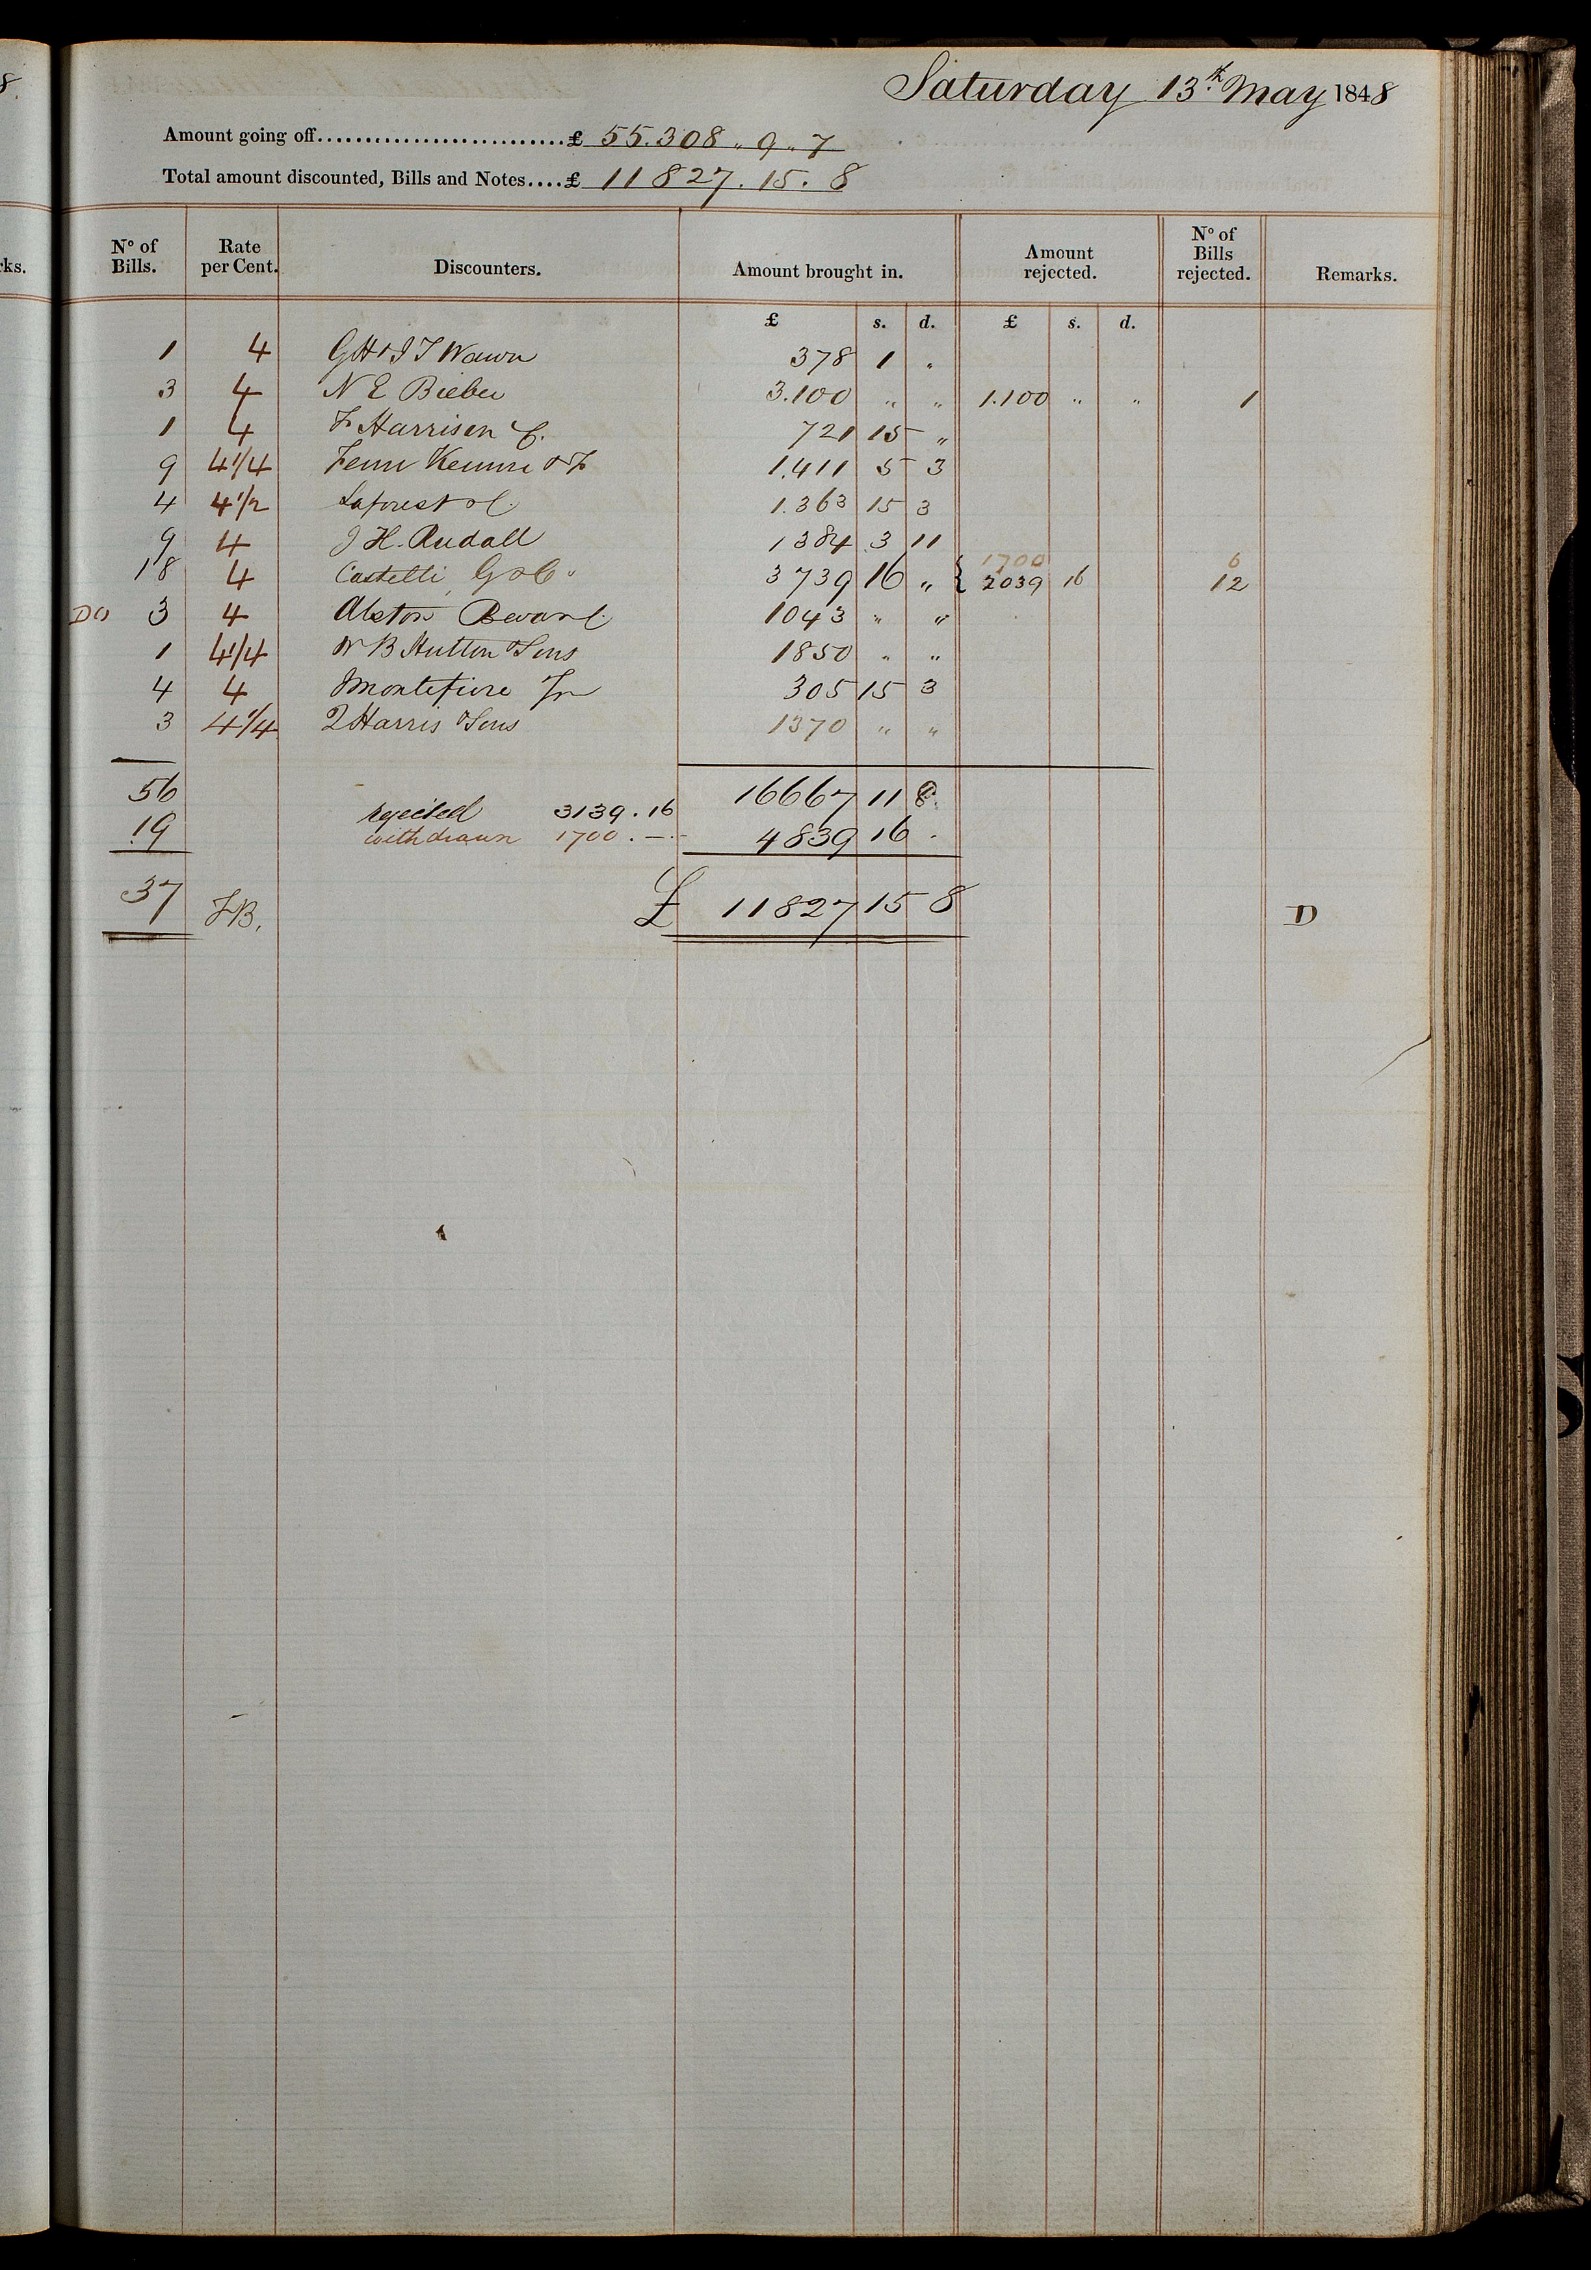 8
rks.
Saturday 13th May 1848
Amount going off........................£ 55.308 „ 9 „ 7
Total amount discounted, Bills and Notes....£ 11827. 15. 8
No of Bills. Rate per Cent. Discounters. Amount brought in. Amount rejected. No of Bills rejected. Remarks.
£ s. d. £ s. d.
1 4 GH & J T Wawn 378 1 „
3 4 N E Bieber 3.100 „ „ 1.100 „ „ 1
1 4 Fr Harrison C. 721 15 „
9 4 1/4 Fenn & F 1.411 5 3
4 4 1/2 Laforest & C. 1.363 15 3
9 4 J H. Rudall 1384 3 11
1700 6
18 4 Castelli G & Co „ 3739 16 „ { 2039 16 12
Do 3 4 Alston Bevan C. 1043 „ „
1 4 1/4 W B Hutton & Sons 1850 „ „
4 4 Montefiore Jn 305 15 3
3 4 1/4 Harris & Sons 1370 „ „
56 16667 11 8
rejected 3139 . 16
19 withdrawn 1700 . — . - 4839 16 .
37 £ 11827 15 8
FB. D